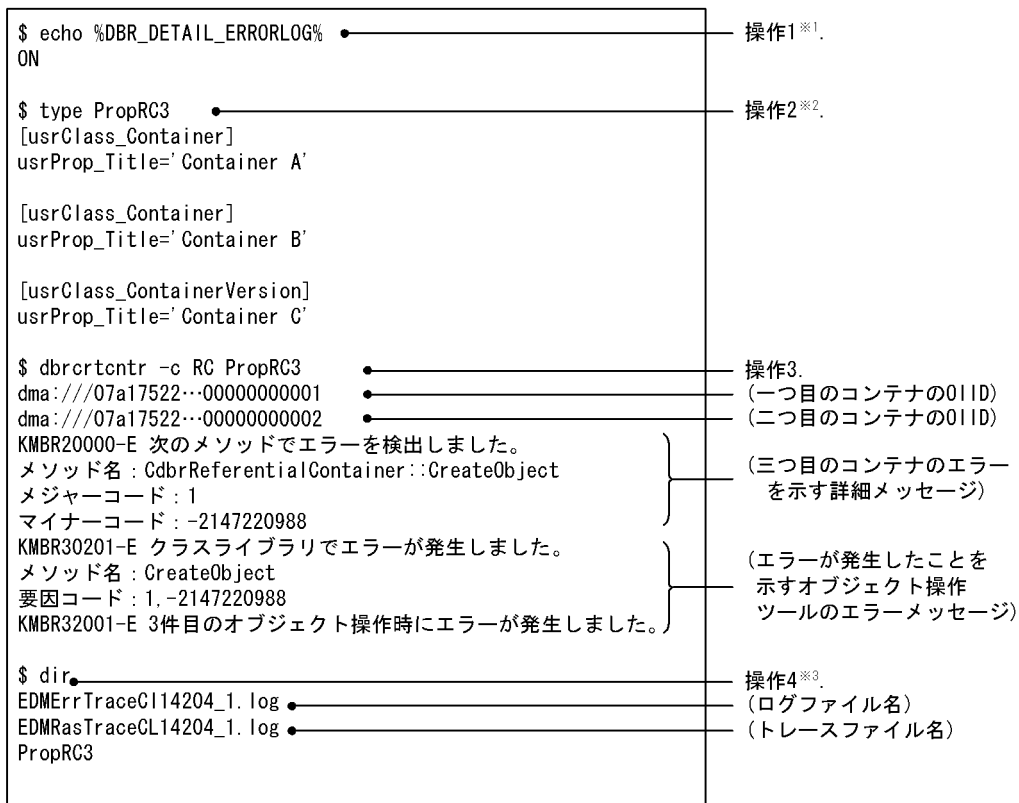 $ echo %DBR_DETAIL_ERRORLOG% 操作1※1.
ON
$ type PropRC3 操作2※2.
[usrClass_Container]
usrProp_Title='Container A'
[usrClass_Container]
usrProp_Title='Container B'
[usrClass_ContainerVersion]
usrProp_Title='Container C'
$ dbrcrtcntr -c RC PropRC3 操作3.
dma:///07a17522…00000000001 (一つ目のコンテナのOIID)
dma:///07a17522…00000000002 (二つ目のコンテナのOIID)
KMBR20000-E 次のメソッドでエラーを検出しました。
メソッド名：CdbrReferentialContainer::CreateObject
メジャーコード：1
マイナーコード：-2147220988
(三つ目のコンテナのエラー
を示す詳細メッセージ)
KMBR30201-E クラスライブラリでエラーが発生しました。
メソッド名：CreateObject
要因コード：1,-2147220988
KMBR32001-E 3件目のオブジェクト操作時にエラーが発生しました。
(エラーが発生したことを
示すオブジェクト操作
ツールのエラーメッセージ)
$ dir 操作4※3.
EDMErrTraceCl14204_1.log (ログファイル名)
EDMRasTraceCL14204_1.log (トレースファイル名)
PropRC3